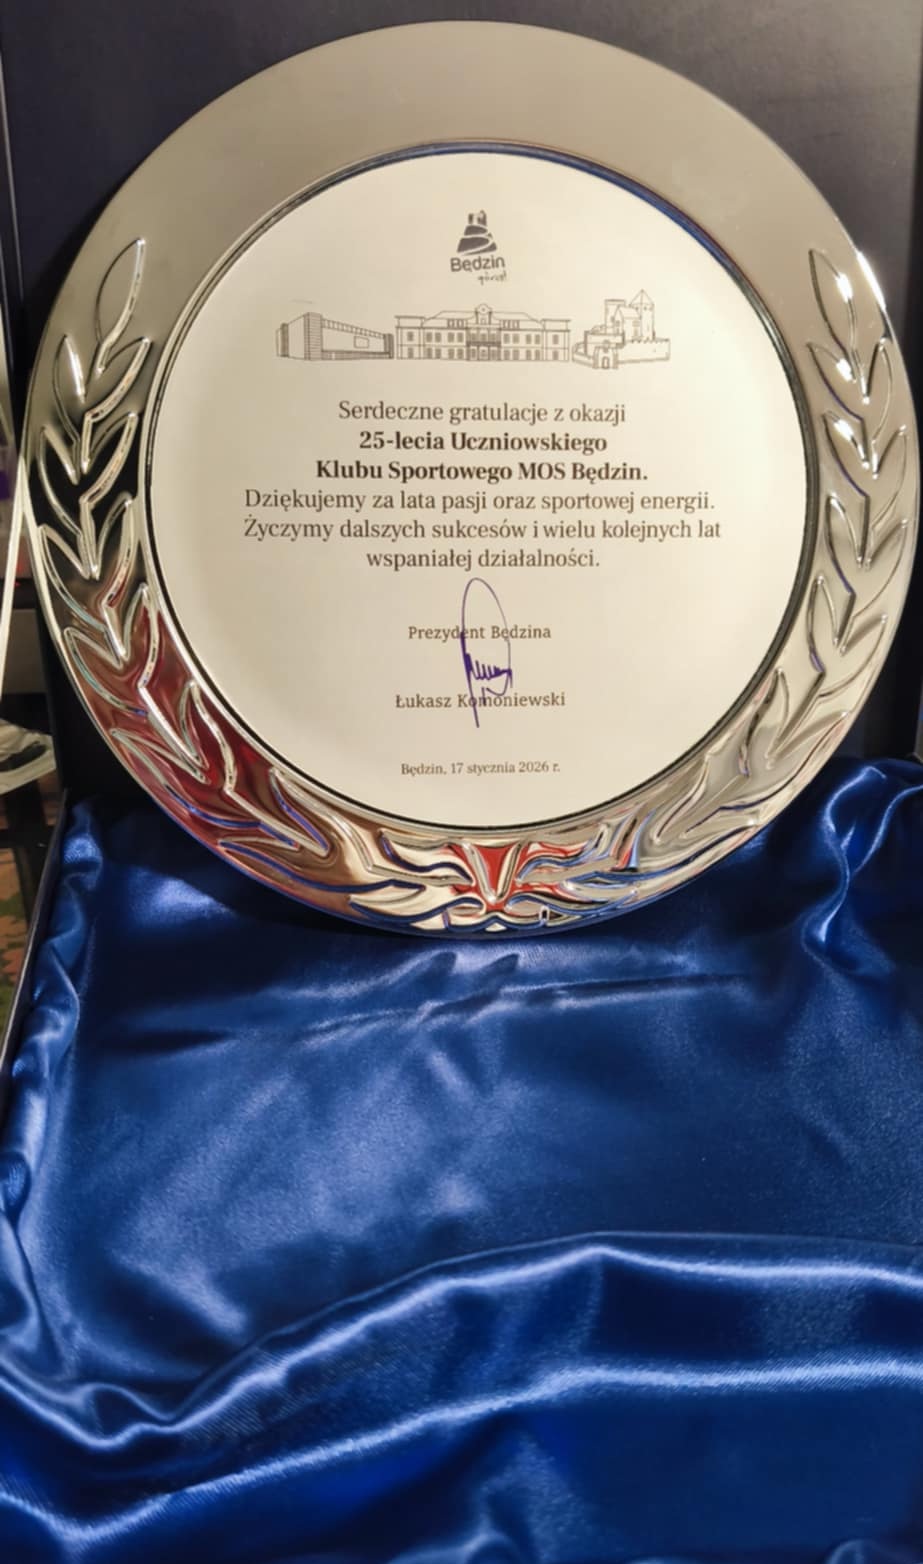 Będzin
górą!
Serdeczne gratulacje z okazji
25-lecia Uczniowskiego
Klubu Sportowego MOS Będzin.
Dziękujemy za lata pasji oraz sportowej energii.
Życzymy dalszych sukcesów i wielu kolejnych lat
wspaniałej działalności.
Prezydent Będzina
Łukasz Komoniewski
Będzin, 17 stycznia 2026 r.